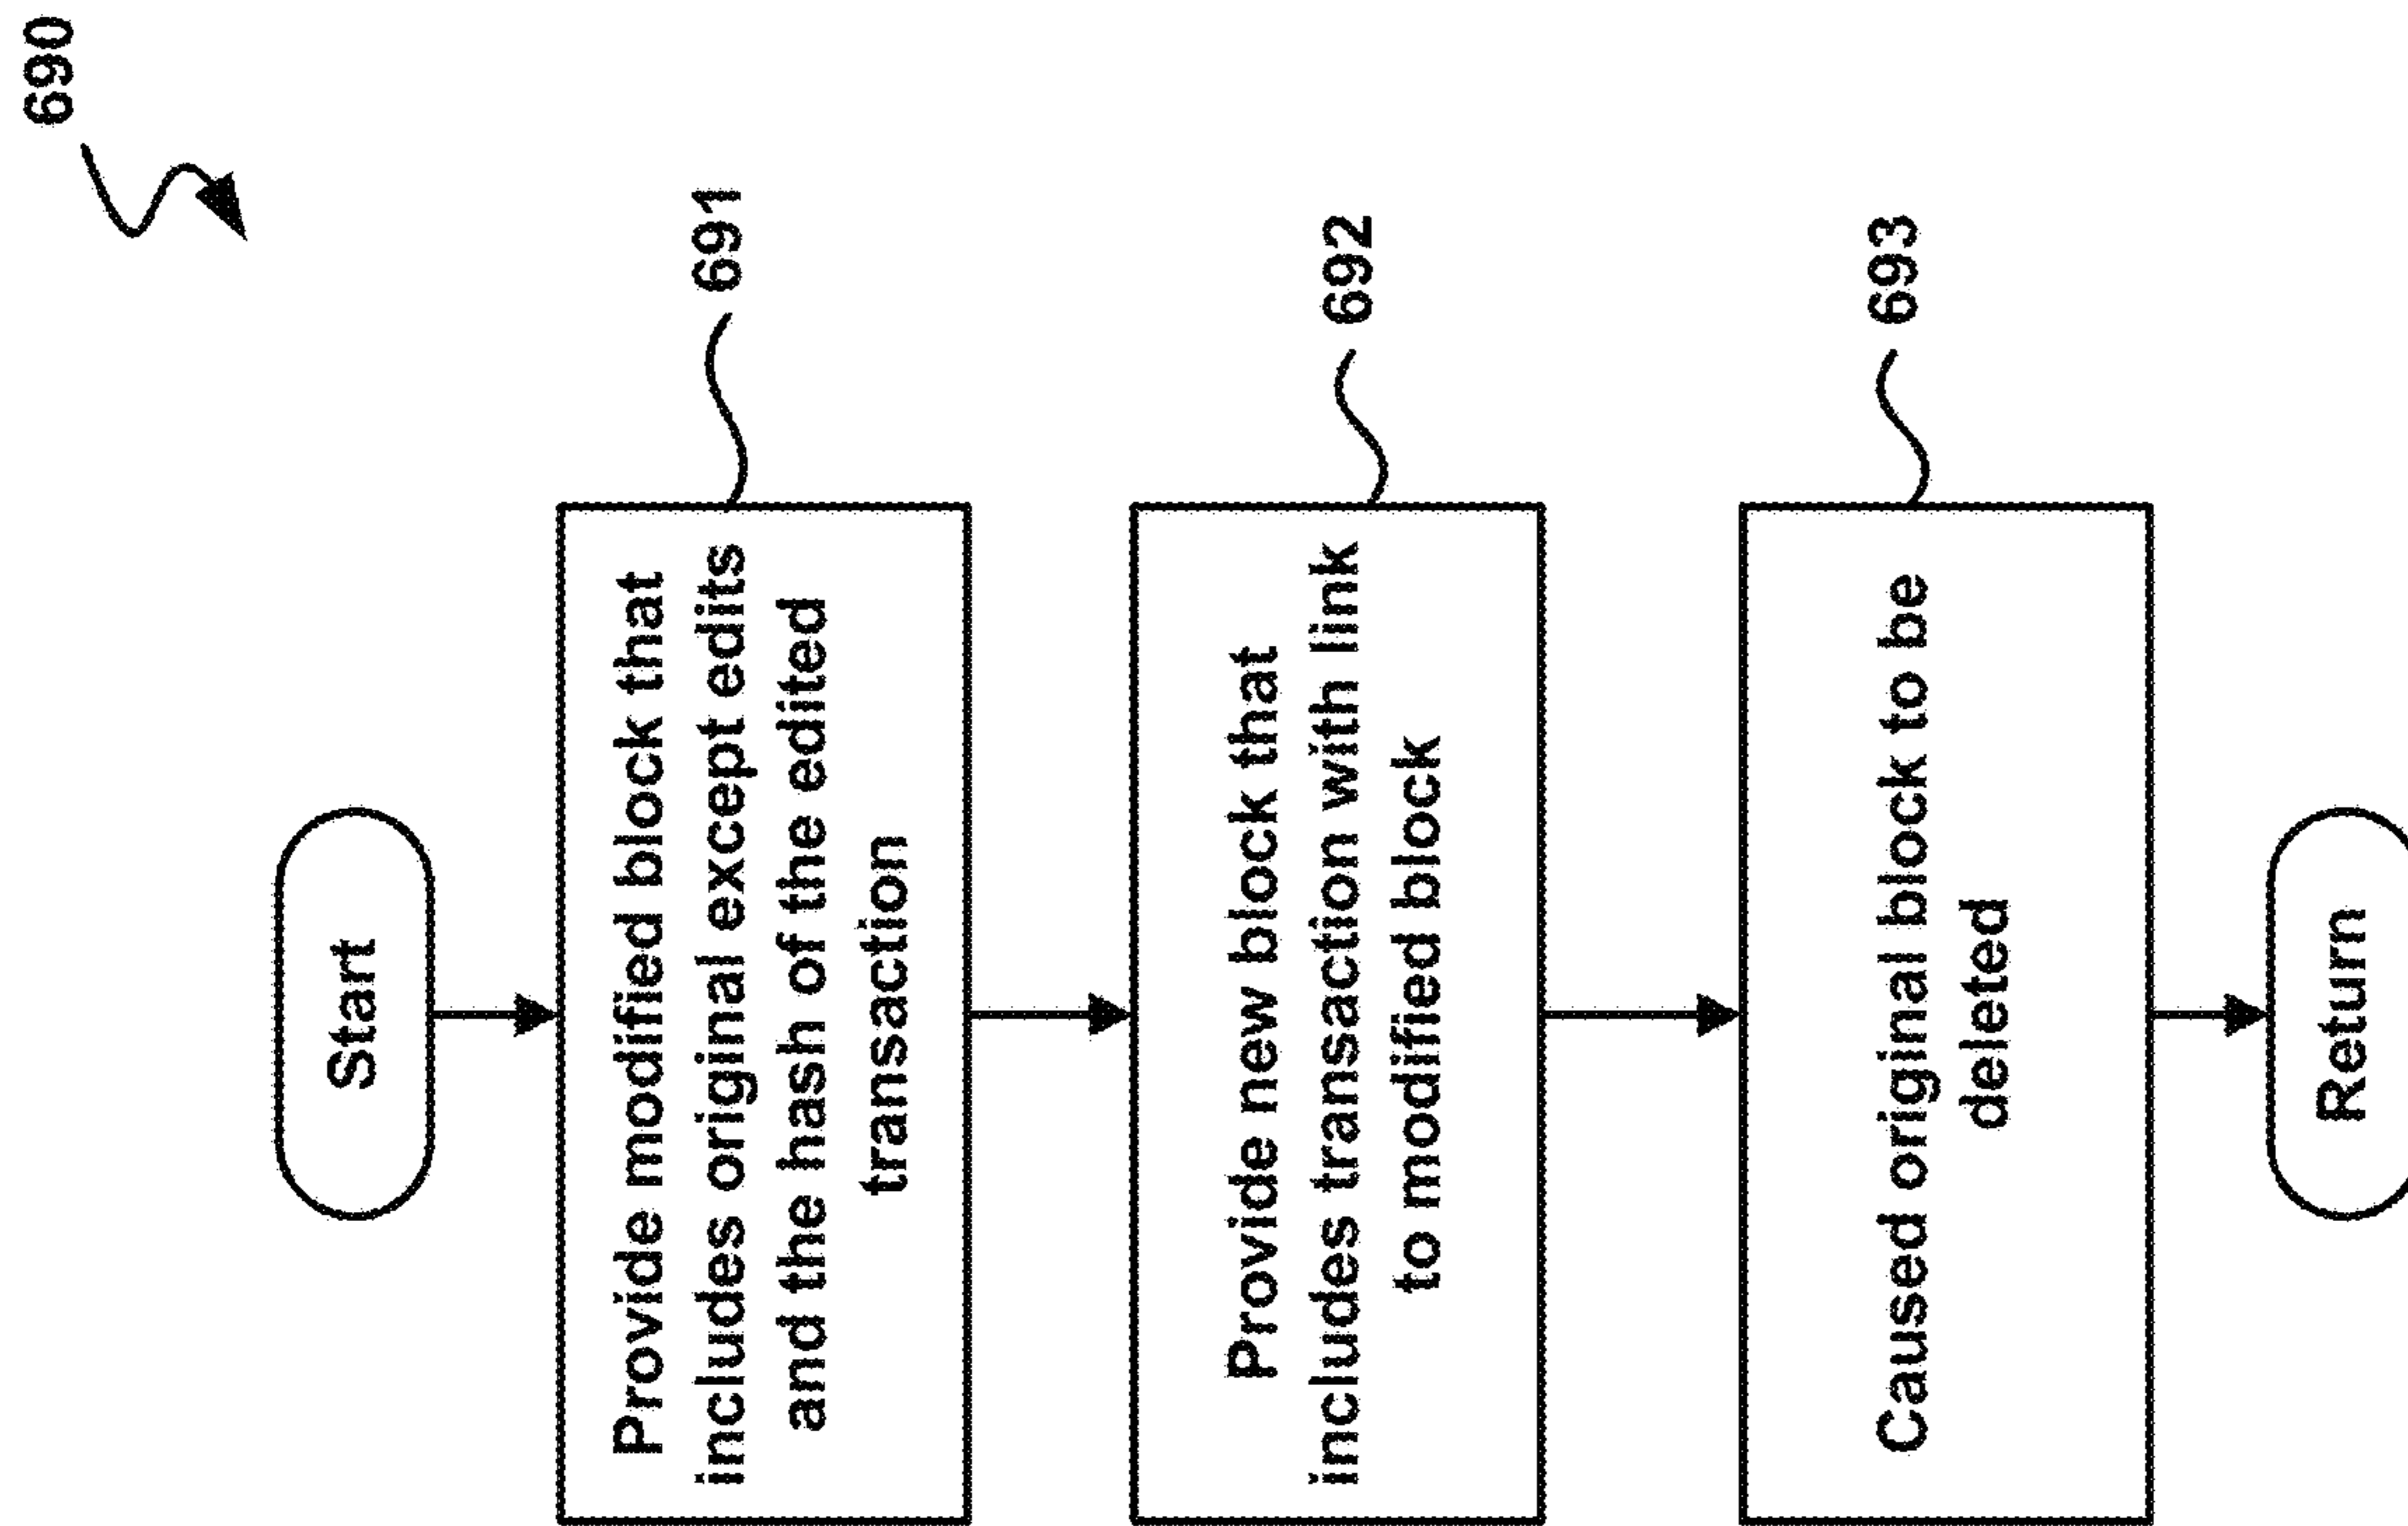 690
Start
Provide modified block that
includes original except edits
and the hash of the edited
transaction
691
Provide new block that
includes transaction with link
to modified block
692
Caused original block to be
deleted
693
Return